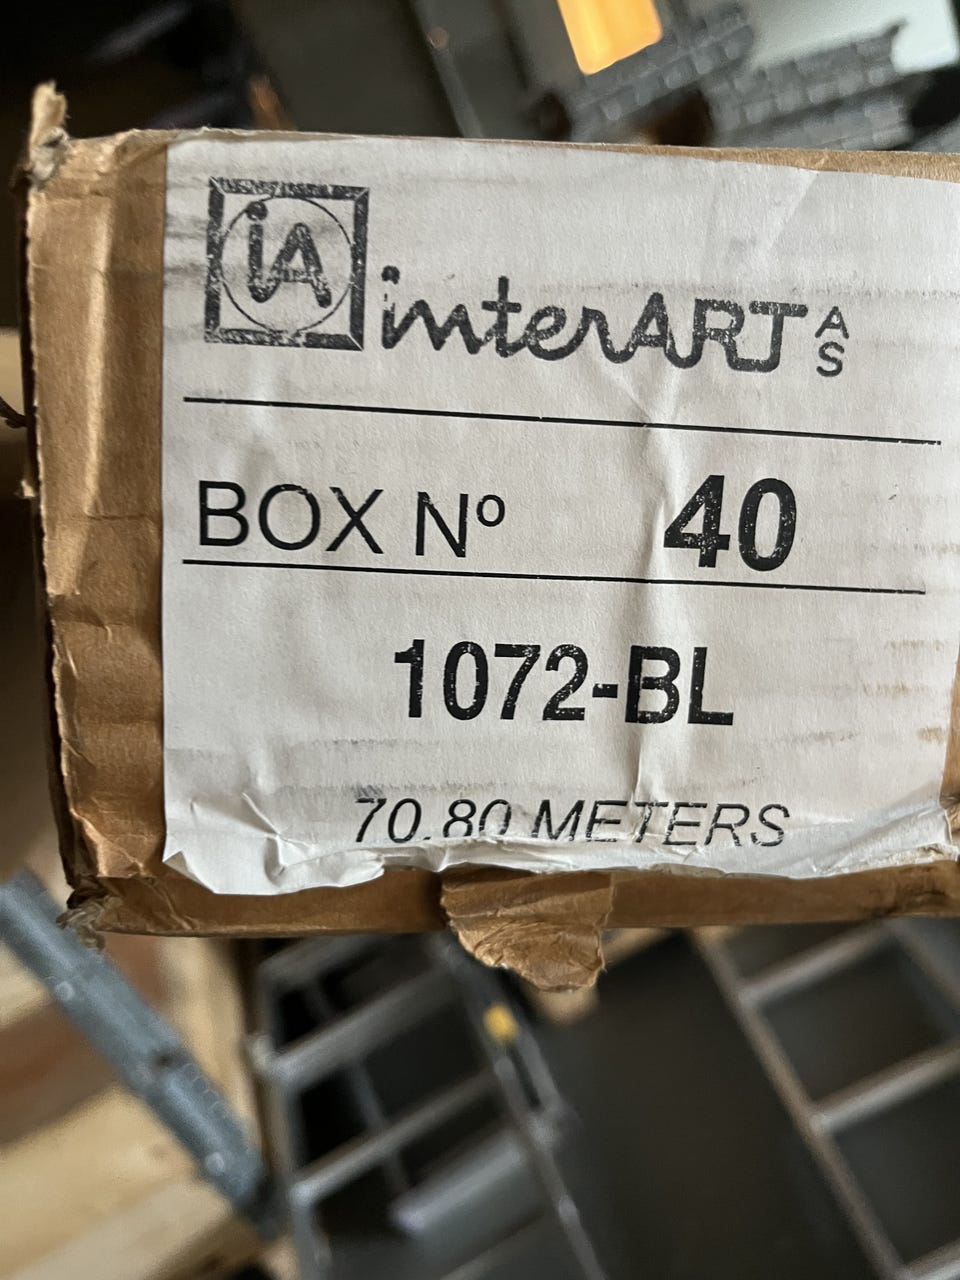 iA
interART AS
BOX Nº 40
1072-BL
70.80 METERS